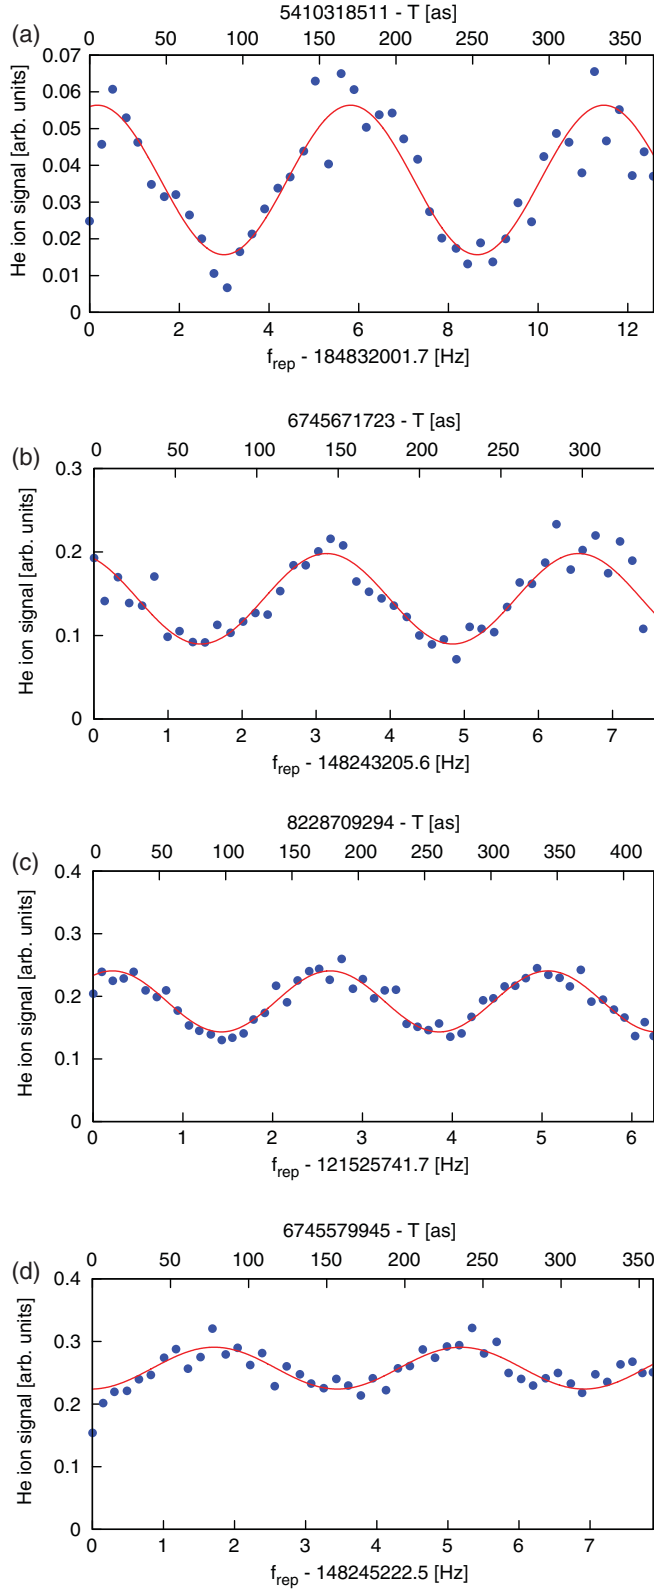 (a)
5410318511 - T [as]
0 50 100 150 200 250 300 350
0.07
0.06
0.05
0.04
0.03
0.02
0.01
0
He ion signal [arb. units]
0 2 4 6 8 10 12
f_rep - 184832001.7 [Hz]
(b)
6745671723 - T [as]
0 50 100 150 200 250 300
0.3
0.2
0.1
0
He ion signal [arb. units]
0 1 2 3 4 5 6 7
f_rep - 148243205.6 [Hz]
(c)
8228709294 - T [as]
0 50 100 150 200 250 300 350 400
0.4
0.3
0.2
0.1
0
He ion signal [arb. units]
0 1 2 3 4 5 6
f_rep - 121525741.7 [Hz]
(d)
6745579945 - T [as]
0 50 100 150 200 250 300 350
0.4
0.3
0.2
0.1
0
He ion signal [arb. units]
0 1 2 3 4 5 6 7
f_rep - 148245222.5 [Hz]